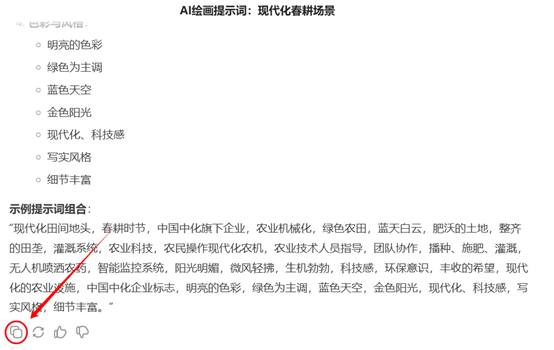 AI绘画提示词：现代化春耕场景
4. 色彩与风格：
明亮的色彩
绿色为主调
蓝色天空
金色阳光
现代化、科技感
写实风格
细节丰富
示例提示词组合：
“现代化田间地头，春耕时节，中国中化旗下企业，农业机械化，绿色农田，蓝天白云，肥沃的土地，整齐
的田垄，灌溉系统，农业科技，农民操作现代化农机，农业技术人员指导，团队协作，播种、施肥、灌溉，
无人机喷洒农药，智能监控系统，阳光明媚，微风轻拂，生机勃勃，科技感，环保意识，丰收的希望，现代
化的农业设施，中国中化企业标志，明亮的色彩，绿色为主调，蓝色天空，金色阳光，现代化、科技感，写
实风格，细节丰富。”